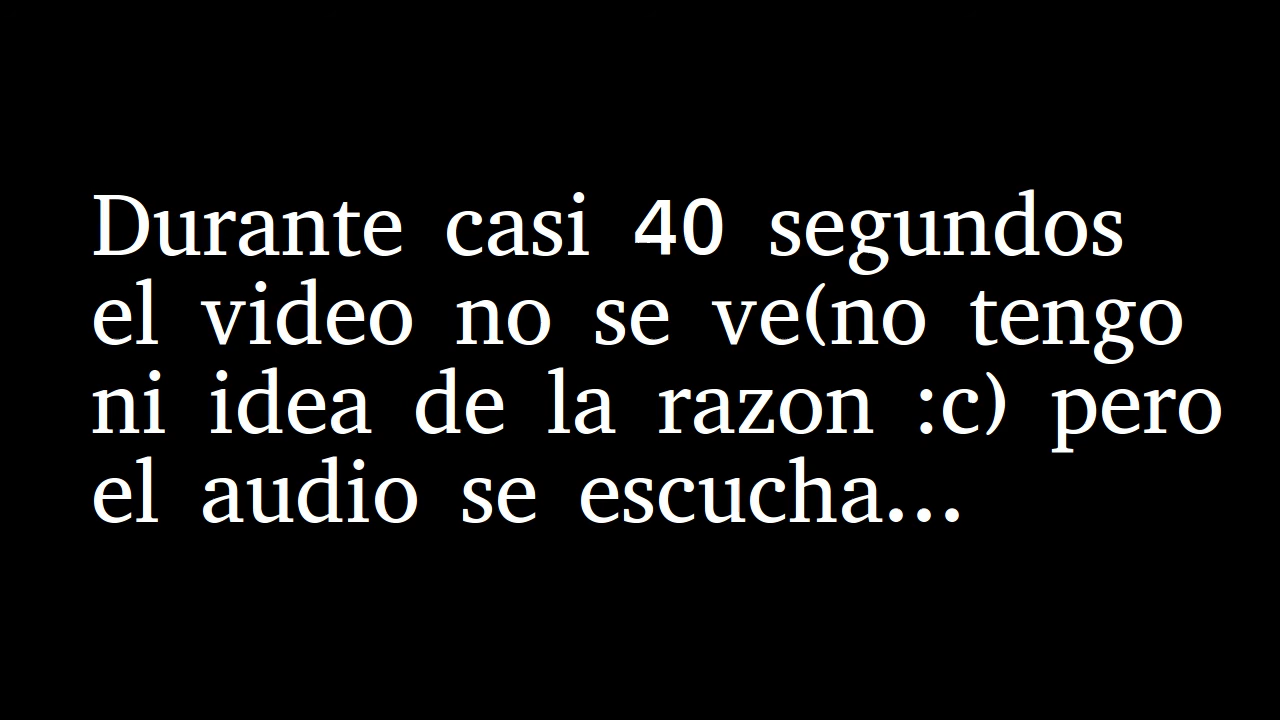 Durante casi 40 segundos
el video no se ve(no tengo
ni idea de la razon :c) pero
el audio se escucha...